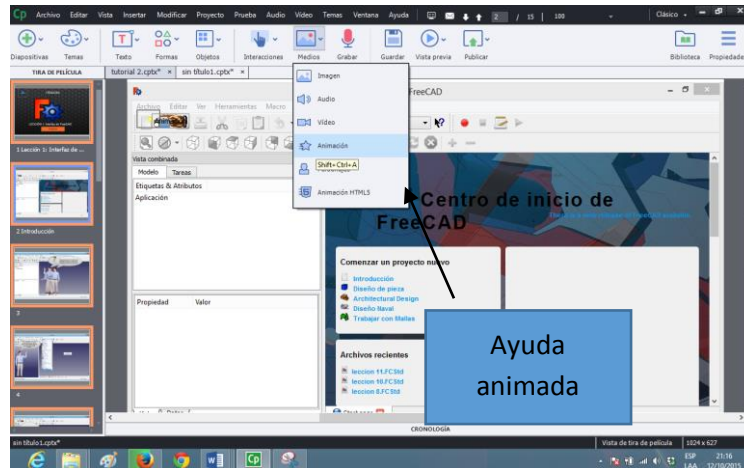 Cp Archivo Editar Vista Insertar Modificar Proyecto Prueba Audio Vídeo Temas Ventana Ayuda 2 / 15 100 Clásico
Diapositivas Temas Texto Formas Objetos Interacciones Medios Grabar Guardar Vista previa Publicar Biblioteca Propiedade
TIRA DE PELÍCULA tutorial 2.cptx* × sin título1.cptx* ×
Imagen
FreeCAD
Archivo Editar Ver Herramientas Macro
Audio
Vídeo
Animación
Shift+Ctrl+A
Animación HTML5
Vista combinada
Modelo Tareas
Etiquetas & Atributos
Aplicación
1 Lección 1: Interfaz de ...
Centro de inicio de
FreeCAD
2 Introducción
Comenzar un proyecto nuevo
Introducción
Diseño de pieza
Architectural Design
Diseño Naval
Trabajar con Mallas
Propiedad Valor
3
Ayuda
animada
Archivos recientes
leccion 11.FCStd
leccion 10.FCStd
leccion 8.FCStd
4
CRONOLOGÍA
sin título1.cptx* Vista de tira de película 1024 x 627
Cp ESP 21:16
LAA 12/10/2015